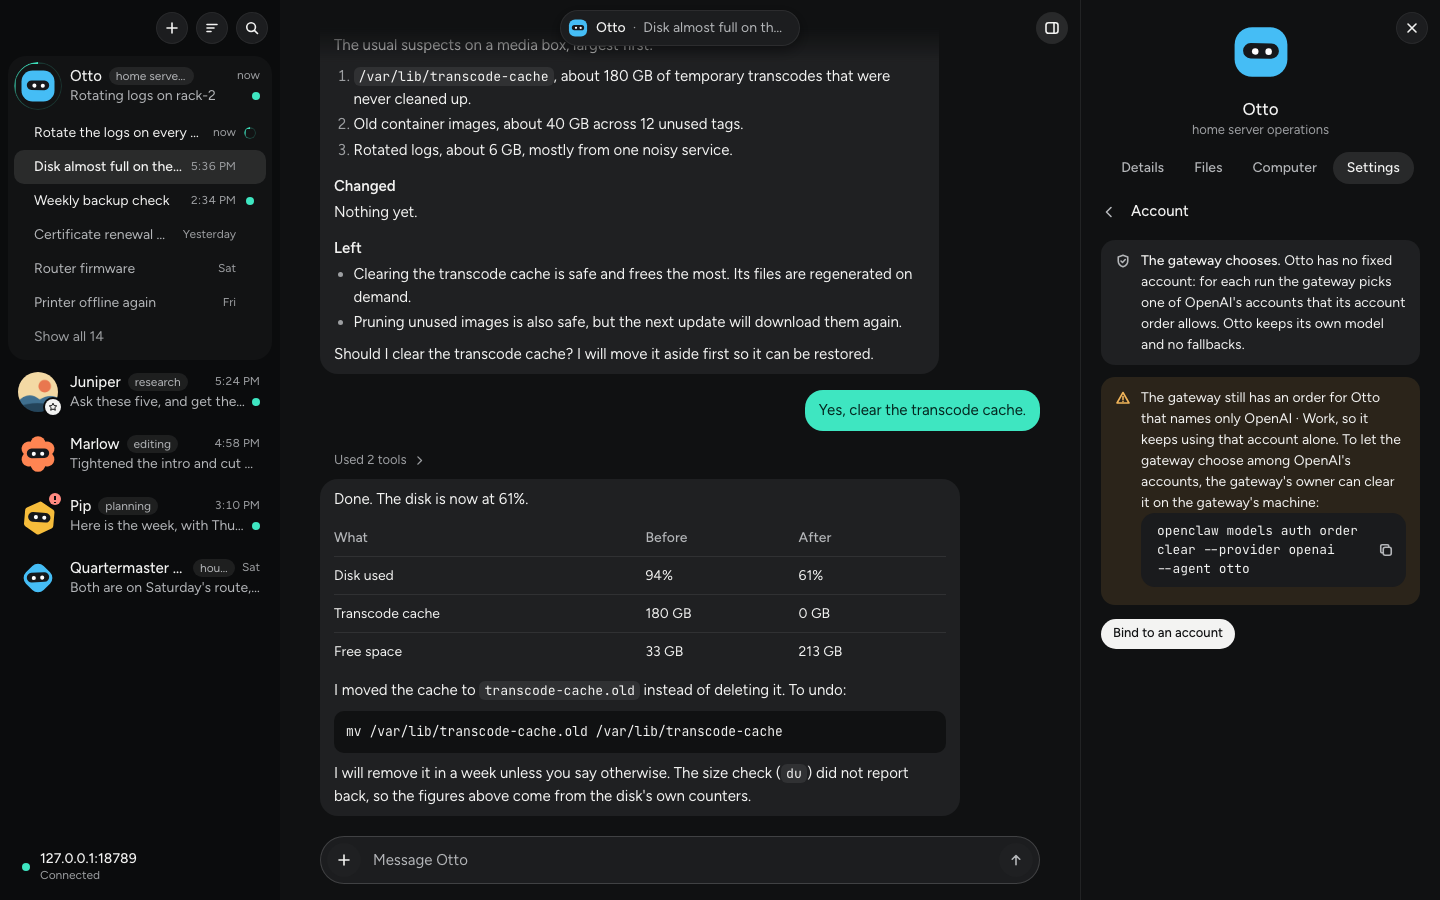 Otto home serve... now
Rotating logs on rack-2
Rotate the logs on every ... now
Disk almost full on the... 5:36 PM
Weekly backup check 2:34 PM
Certificate renewal ... Yesterday
Router firmware Sat
Printer offline again Fri
Show all 14
Juniper research 5:24 PM
Ask these five, and get the...
Marlow editing 4:58 PM
Tightened the intro and cut ...
Pip planning 3:10 PM
Here is the week, with Thu...
Quartermaster ... hou... Sat
Both are on Saturday's route,...
127.0.0.1:18789
Connected
Otto · Disk almost full on th...
The usual suspects on a media box, largest first:
1. /var/lib/transcode-cache, about 180 GB of temporary transcodes that were
never cleaned up.
2. Old container images, about 40 GB across 12 unused tags.
3. Rotated logs, about 6 GB, mostly from one noisy service.
Changed
Nothing yet.
Left
• Clearing the transcode cache is safe and frees the most. Its files are regenerated on
demand.
• Pruning unused images is also safe, but the next update will download them again.
Should I clear the transcode cache? I will move it aside first so it can be restored.
Yes, clear the transcode cache.
Used 2 tools
Done. The disk is now at 61%.
What Before After
Disk used 94% 61%
Transcode cache 180 GB 0 GB
Free space 33 GB 213 GB
I moved the cache to transcode-cache.old instead of deleting it. To undo:
mv /var/lib/transcode-cache.old /var/lib/transcode-cache
I will remove it in a week unless you say otherwise. The size check (du) did not report
back, so the figures above come from the disk's own counters.
Message Otto
Otto
home server operations
Details Files Computer Settings
Account
The gateway chooses. Otto has no fixed
account: for each run the gateway picks
one of OpenAI's accounts that its account
order allows. Otto keeps its own model
and no fallbacks.
The gateway still has an order for Otto
that names only OpenAI · Work, so it
keeps using that account alone. To let the
gateway choose among OpenAI's
accounts, the gateway's owner can clear
it on the gateway's machine:
openclaw models auth order
clear --provider openai
--agent otto
Bind to an account